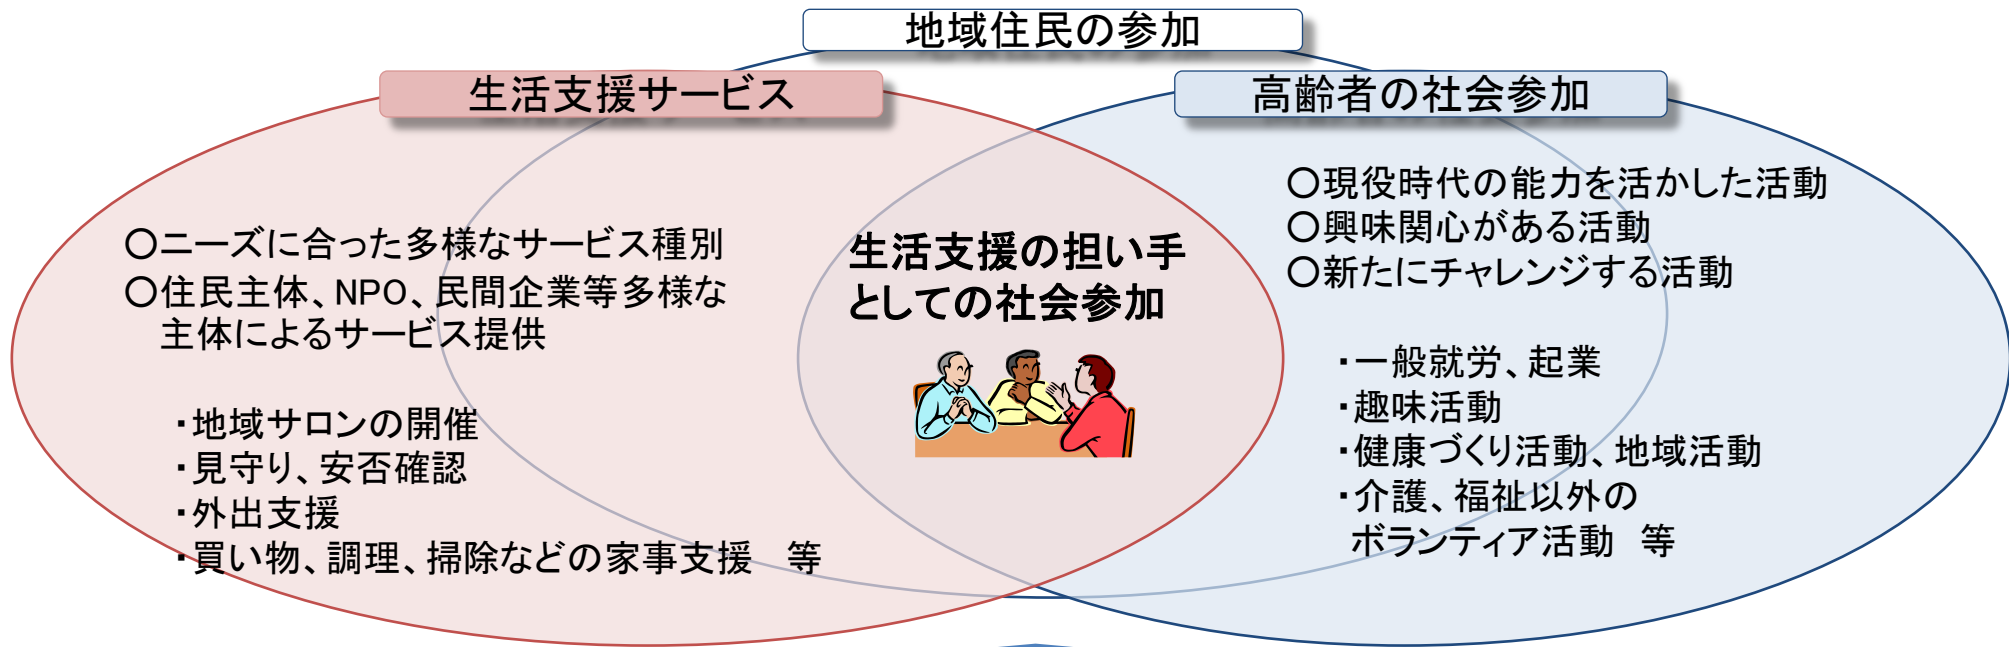 地域住民の参加
生活支援サービス
高齢者の社会参加
〇ニーズに合った多様なサービス種別
〇住民主体、NPO、民間企業等多様な
主体によるサービス提供
・地域サロンの開催
・見守り、安否確認
・外出支援
・買い物、調理、掃除などの家事支援　等
生活支援の担い手
としての社会参加
〇現役時代の能力を活かした活動
〇興味関心がある活動
〇新たにチャレンジする活動
・一般就労、起業
・趣味活動
・健康づくり活動、地域活動
・介護、福祉以外の
ボランティア活動　等